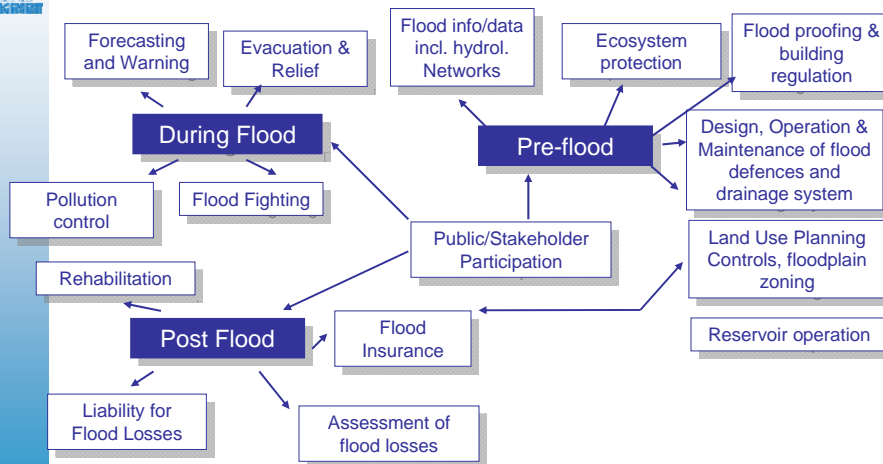 Forecasting
and Warning
Evacuation &
Relief
Flood info/data
incl. hydrol.
Networks
Ecosystem
protection
Flood proofing &
building
regulation
During Flood
Pre-flood
Design, Operation &
Maintenance of flood
defences and
drainage system
Pollution
control
Flood Fighting
Public/Stakeholder
Participation
Land Use Planning
Controls, floodplain
zoning
Rehabilitation
Post Flood
Flood
Insurance
Reservoir operation
Liability for
Flood Losses
Assessment of
flood losses